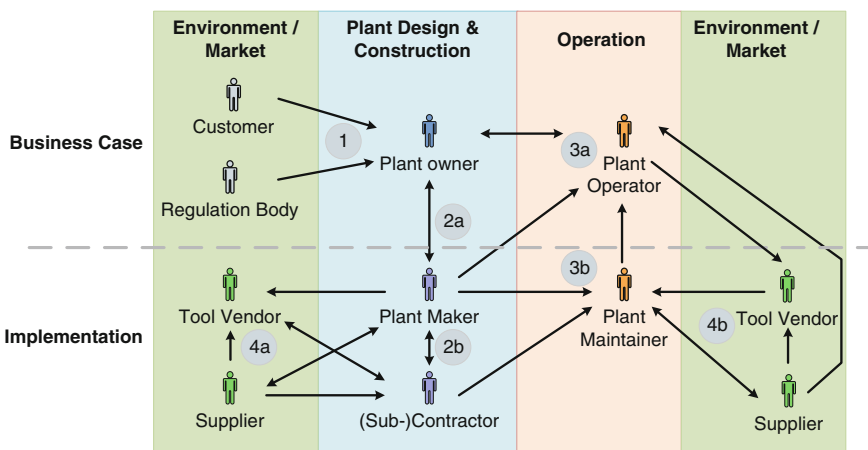 Environment /
Market
Plant Design &
Construction
Operation
Environment /
Market
Business Case
Customer
1
Plant owner
3a
Plant
Operator
Regulation Body
2a
3b
Implementation
Tool Vendor
Plant Maker
Plant
Maintainer
Tool Vendor
4a
2b
4b
Supplier
(Sub-)Contractor
Supplier